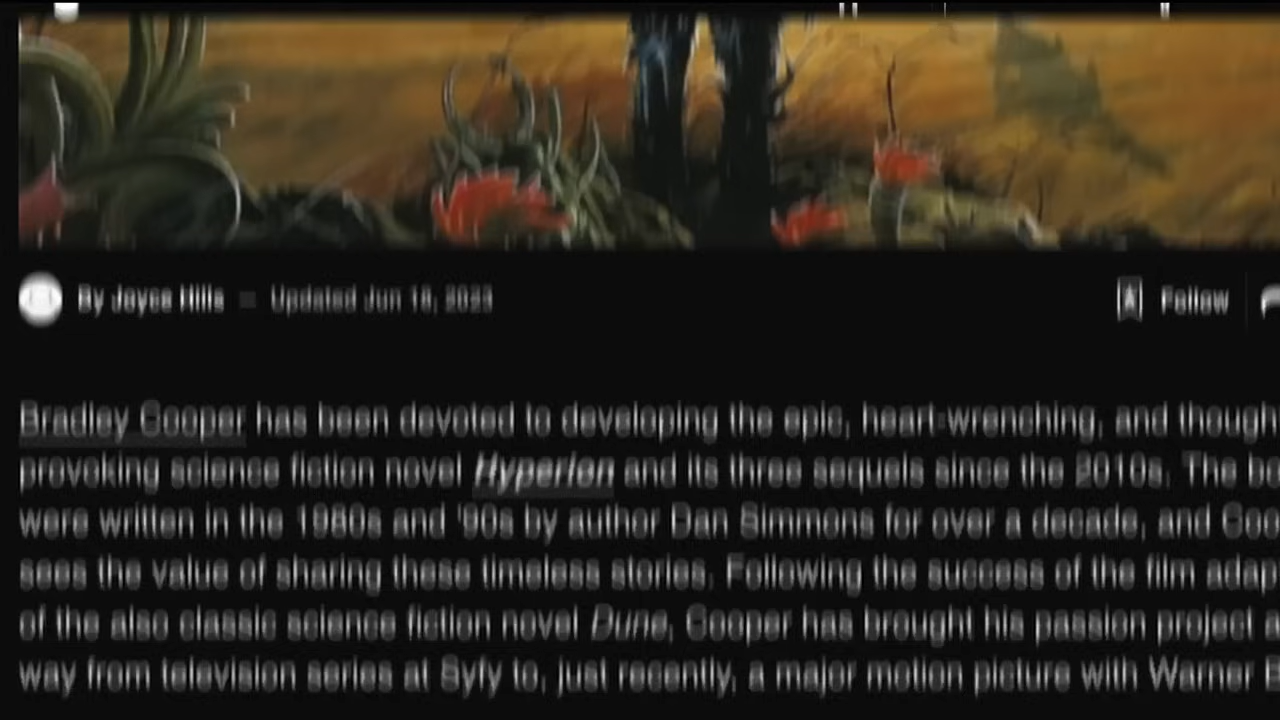 By Joyce Hills Updated Jun 18, 2023
Follow
Bradley Cooper has been devoted to developing the epic, heart-wrenching, and though
provoking science fiction novel Hyperion and its three sequels since the 2010s. The bo
were written in the 1980s and '90s by author Dan Simmons for over a decade, and Coo
sees the value of sharing these timeless stories. Following the success of the film adap
of the also classic science fiction novel Dune, Cooper has brought his passion project a
way from television series at Syfy to, just recently, a major motion picture with Warner B